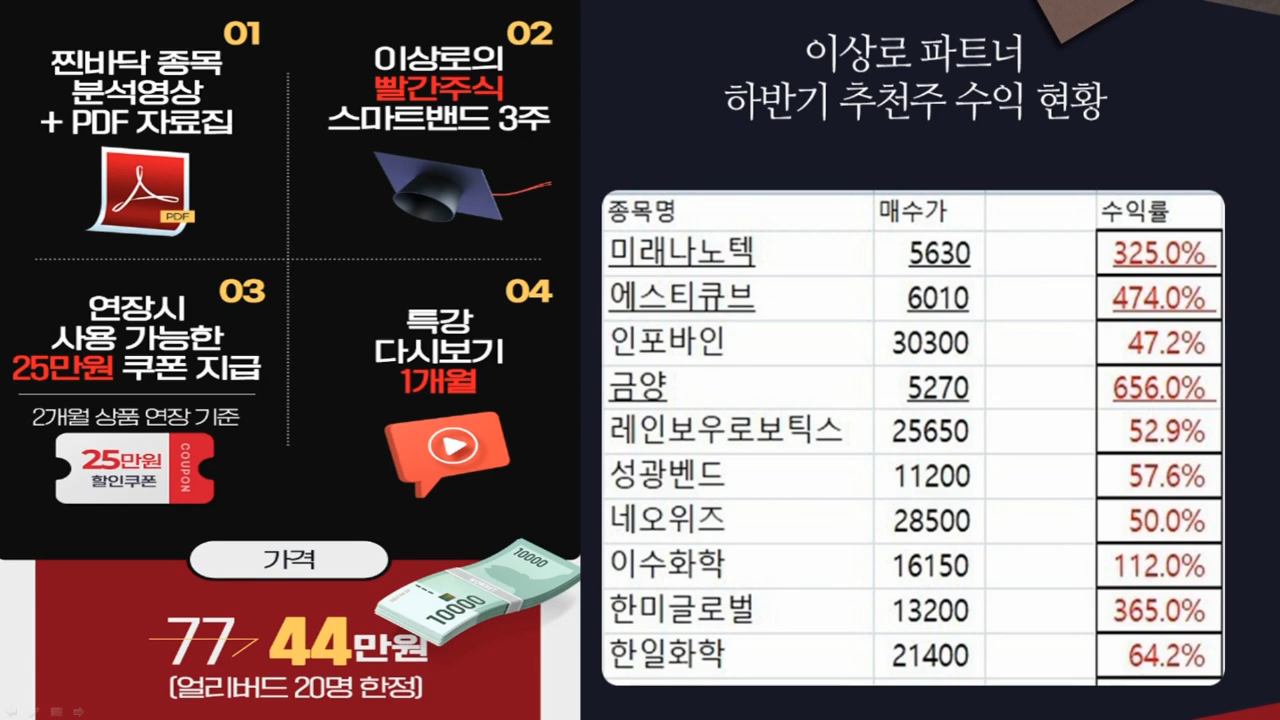 01
찐바닥 종목
분석영상
+ PDF 자료집
PDF
02
이상로의
빨간주식
스마트밴드 3주
03
연장시
사용 가능한
25만원 쿠폰 지급
2개월 상품 연장 기준
25만원
할인쿠폰
COUPON
04
특강
다시보기
1개월
가격
10000
10000
77 44만원
(얼리버드 20명 한정)
이상로 파트너
하반기 추천주 수익 현황
종목명 매수가 수익률
미래나노텍 5630 325.0%
에스티큐브 6010 474.0%
인포바인 30300 47.2%
금양 5270 656.0%
레인보우로보틱스 25650 52.9%
성광벤드 11200 57.6%
네오위즈 28500 50.0%
이수화학 16150 112.0%
한미글로벌 13200 365.0%
한일화학 21400 64.2%